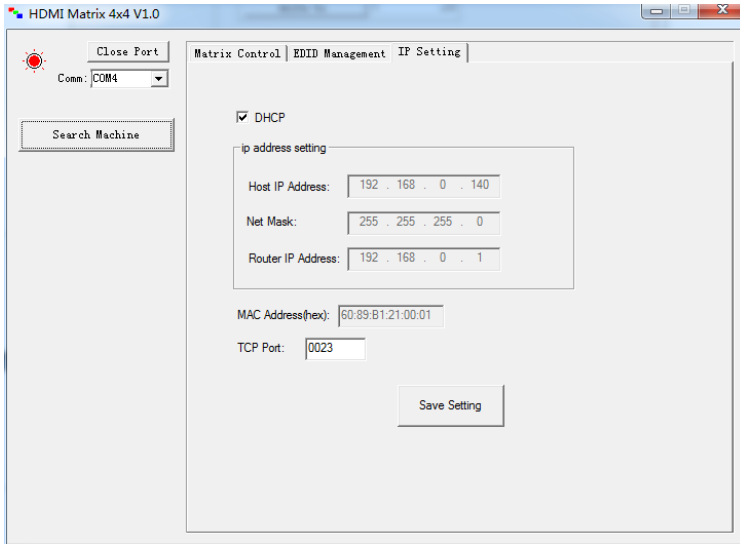 HDMI Matrix 4x4 V1.0
Close Port
Comm: COM4
Search Machine
Matrix Control EDID Management IP Setting
DHCP
ip address setting
Host IP Address: 192 . 168 . 0 . 140
Net Mask: 255 . 255 . 255 . 0
Router IP Address: 192 . 168 . 0 . 1
MAC Address(hex): 60:89:B1:21:00:01
TCP Port: 0023
Save Setting